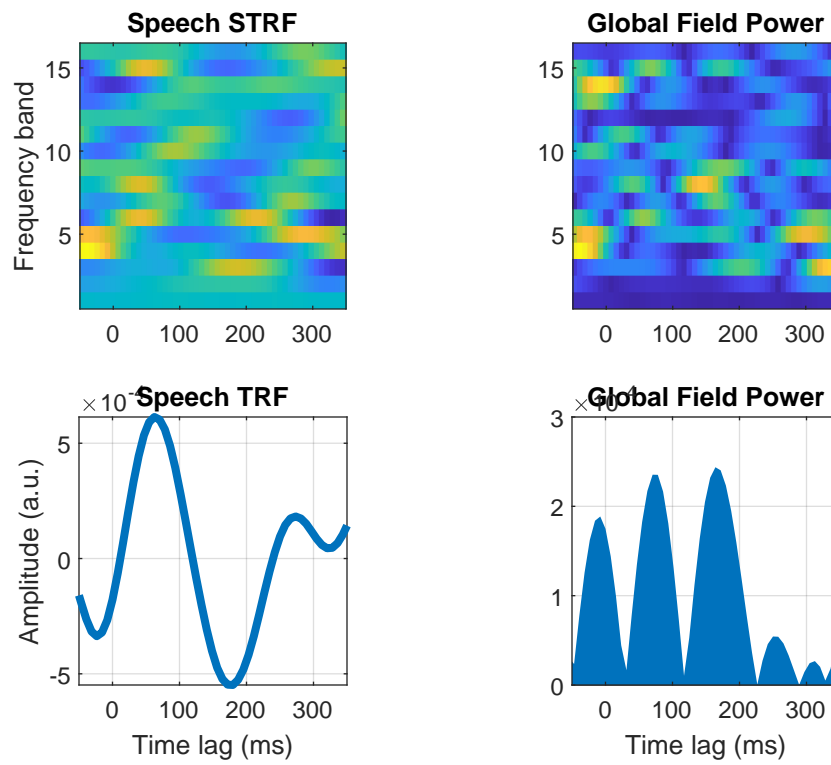 Speech STRF
Frequency band
15
10
5
0 100 200 300
Global Field Power
15
10
5
0 100 200 300
Speech TRF
× 10-4
Amplitude (a.u.)
5
0
-5
0 100 200 300
Time lag (ms)
Global Field Power
3
2
1
0
0 100 200 300
Time lag (ms)